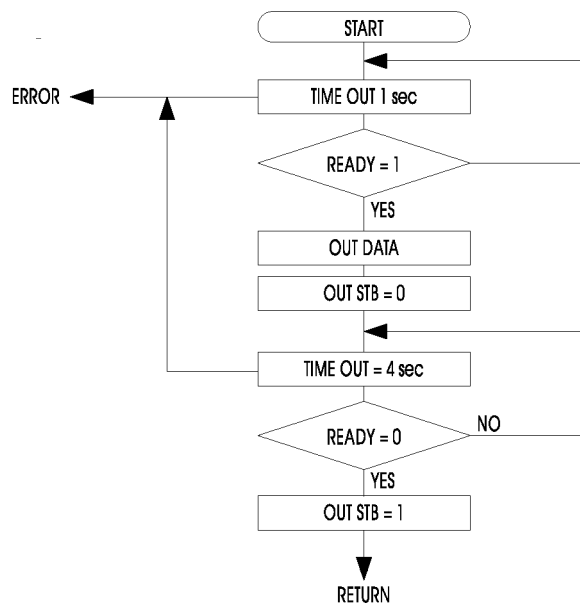 START
ERROR
TIME OUT 1 sec
READY = 1
YES
OUT DATA
OUT STB = 0
TIME OUT = 4 sec
READY = 0
NO
YES
OUT STB = 1
RETURN